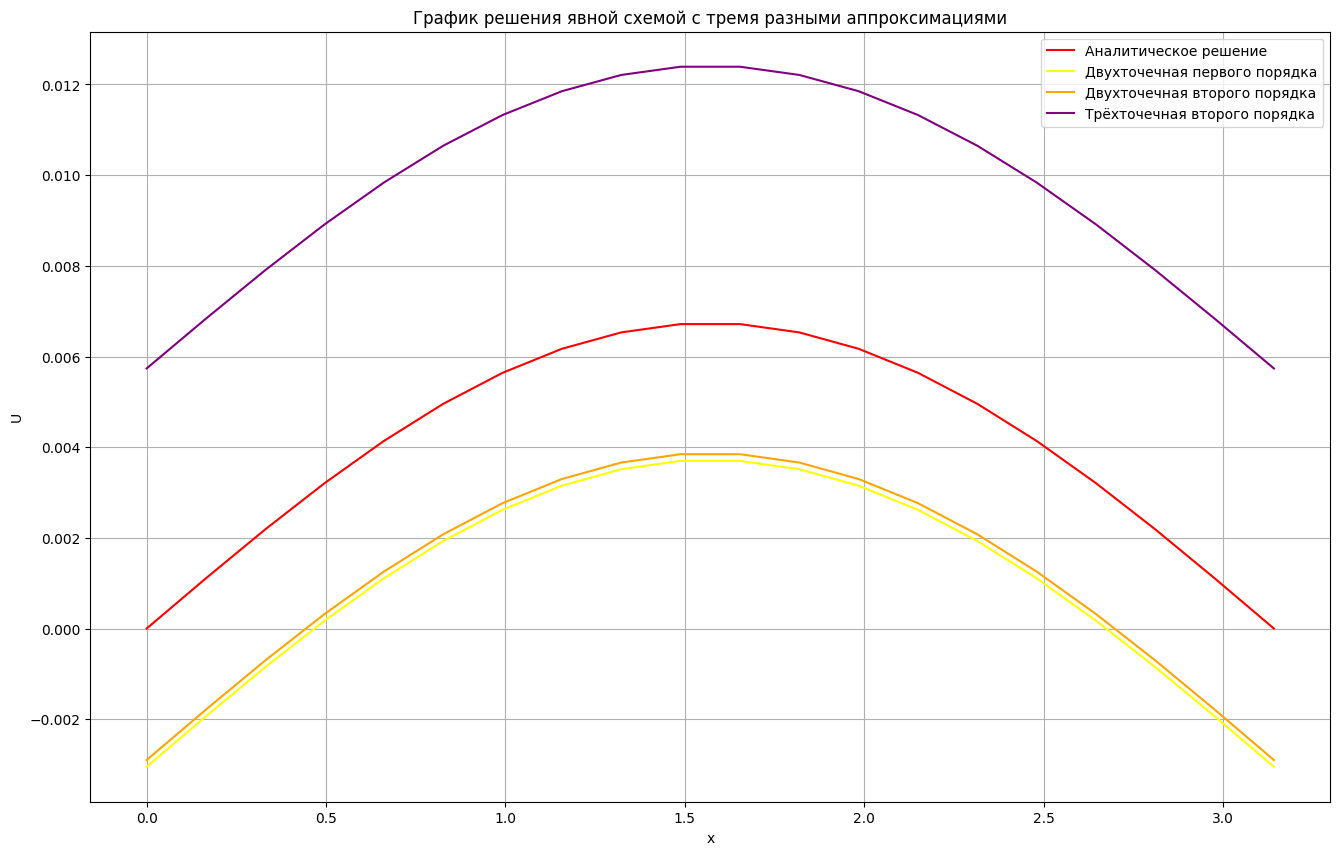 График решения явной схемой с тремя разными аппроксимациями
Аналитическое решение
Двухточечная первого порядка
Двухточечная второго порядка
Трёхточечная второго порядка
0.012
0.010
0.008
0.006
0.004
0.002
0.000
−0.002
U
0.0 0.5 1.0 1.5 2.0 2.5 3.0
x